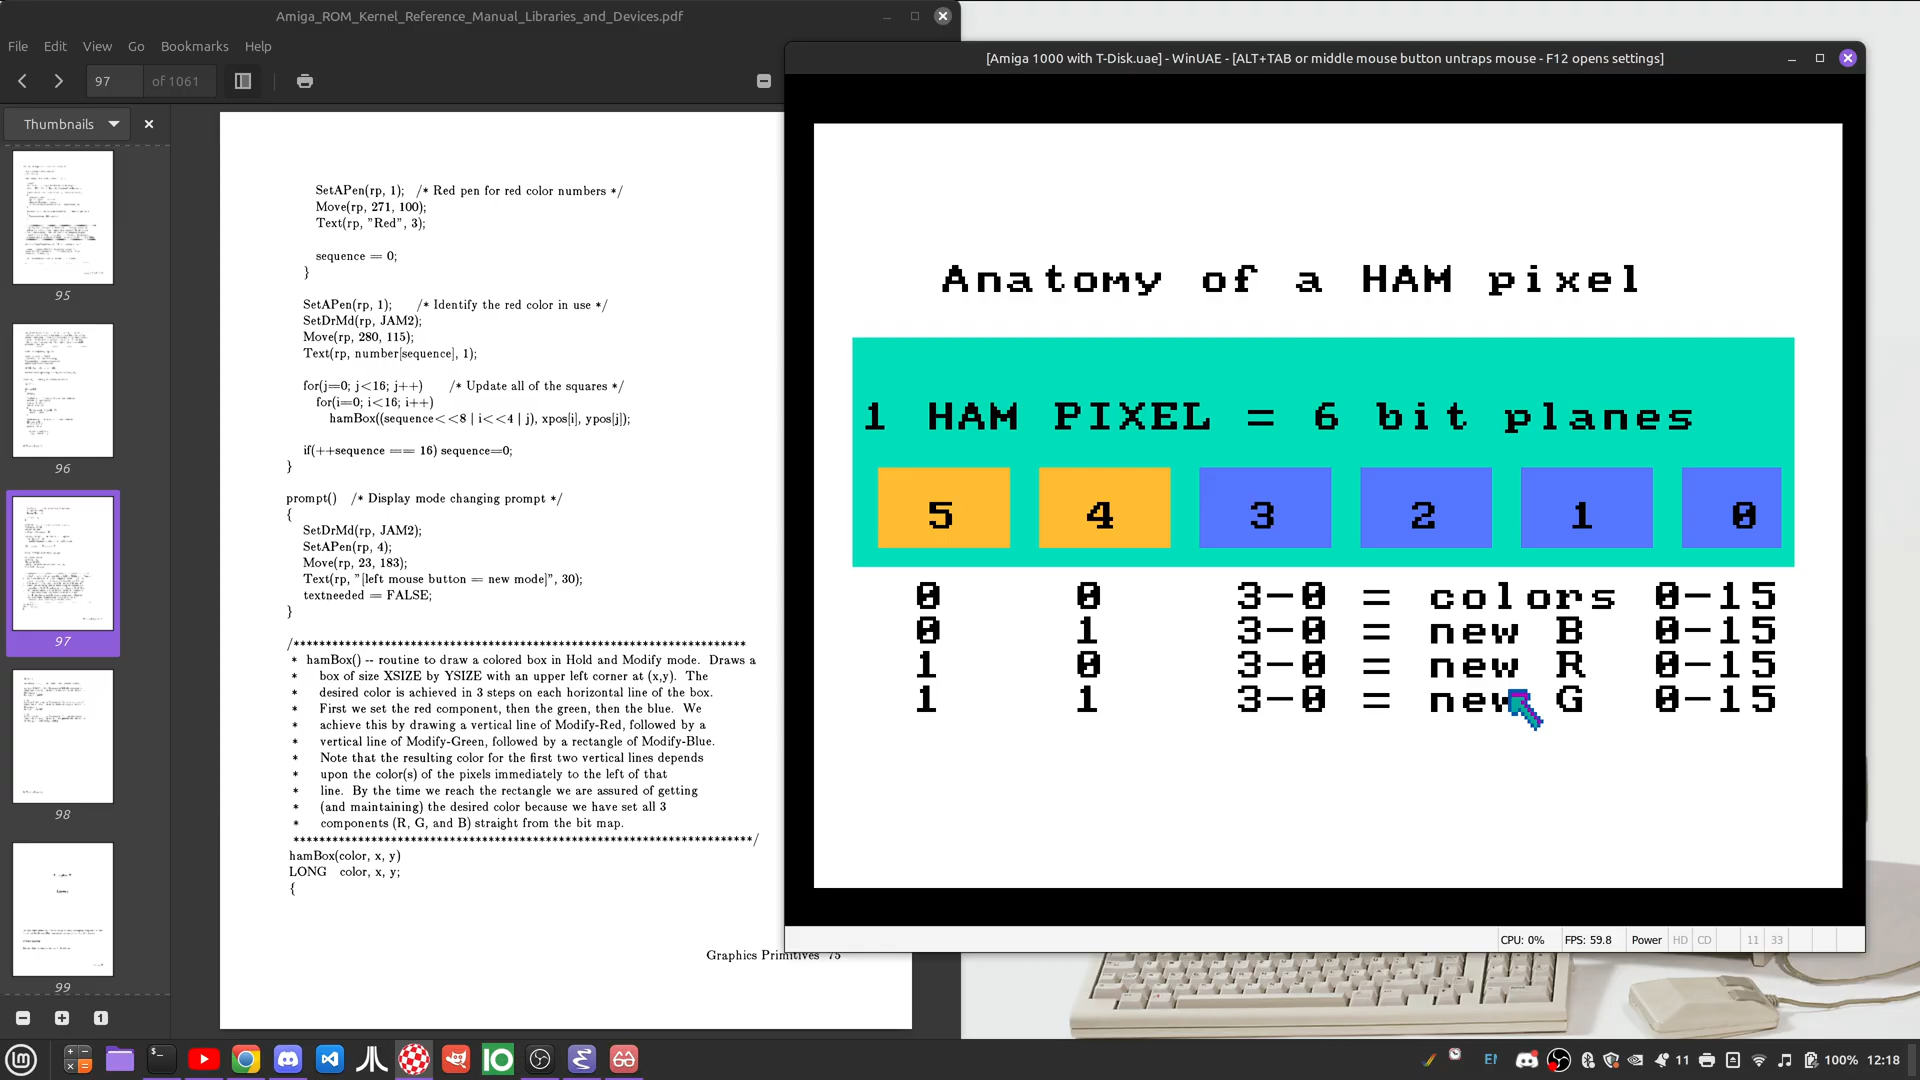 Amiga_ROM_Kernel_Reference_Manual_Libraries_and_Devices.pdf
File Edit View Go Bookmarks Help
97 of 1061
Thumbnails
95
96
97
98
99
SetAPen(rp, 1); /* Red pen for red color numbers */
Move(rp, 271, 100);
Text(rp, "Red", 3);
sequence = 0;
}
SetAPen(rp, 1); /* Identify the red color in use */
SetDrMd(rp, JAM2);
Move(rp, 280, 115);
Text(rp, number[sequence], 1);
for(j=0; j<16; j++) /* Update all of the squares */
for(i=0; i<16; i++)
hamBox((sequence<<8 | i<<4 | j), xpos[i], ypos[j]);
if(++sequence == 16) sequence=0;
}
prompt() /* Display mode changing prompt */
{
SetDrMd(rp, JAM2);
SetAPen(rp, 4);
Move(rp, 23, 183);
Text(rp, "[left mouse button = new mode]", 30);
textneeded = FALSE;
}
* hamBox() -- routine to draw a colored box in Hold and Modify mode. Draws a
* box of size XSIZE by YSIZE with an upper left corner at (x,y). The
* desired color is achieved in 3 steps on each horizontal line of the box.
* First we set the red component, then the green, then the blue. We
* achieve this by drawing a vertical line of Modify-Red, followed by a
* vertical line of Modify-Green, followed by a rectangle of Modify-Blue.
* Note that the resulting color for the first two vertical lines depends
* upon the color(s) of the pixels immediately to the left of that
* line. By the time we reach the rectangle we are assured of getting
* (and maintaining) the desired color because we have set all 3
* components (R, G, and B) straight from the bit map.
hamBox(color, x, y)
LONG color, x, y;
{
Graphics Primitives 75
[Amiga 1000 with T-Disk.uae] - WinUAE - [ALT+TAB or middle mouse button untraps mouse - F12 opens settings]
Anatomy of a HAM pixel
1 HAM PIXEL = 6 bit planes
5 4 3 2 1 0
0 0 3-0 = colors 0-15
0 1 3-0 = new B 0-15
1 0 3-0 = new R 0-15
1 1 3-0 = new G 0-15
CPU: 0% FPS: 59.8 Power HD CD 11 33
11 100% 12:18